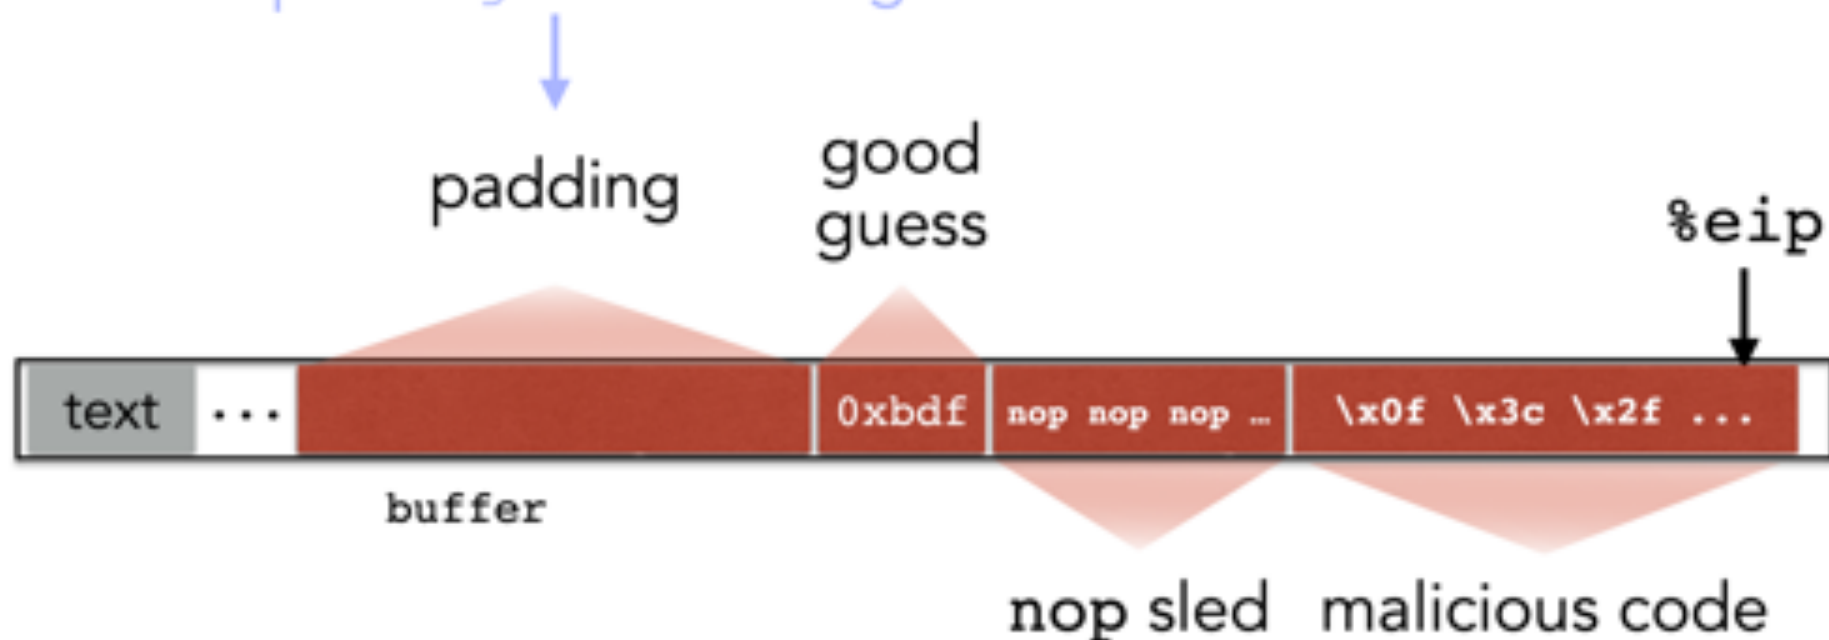 padding
good
guess
%eip
text ... 0xbdf nop nop nop … \x0f \x3c \x2f ...
buffer
nop sled malicious code